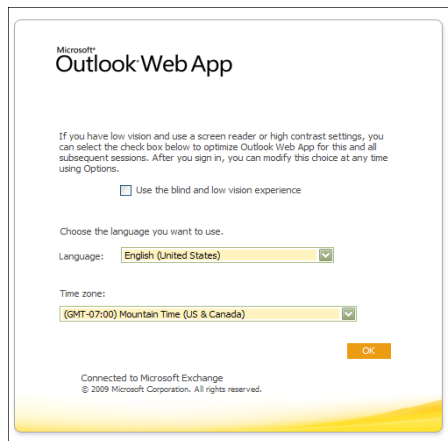 Microsoft®
Outlook Web App
If you have low vision and use a screen reader or high contrast settings, you
can select the check box below to optimize Outlook Web App for this and all
subsequent sessions. After you sign in, you can modify this choice at any time
using Options.
Use the blind and low vision experience
Choose the language you want to use.
Language: English (United States)
Time zone:
(GMT-07:00) Mountain Time (US & Canada)
OK
Connected to Microsoft Exchange
© 2009 Microsoft Corporation. All rights reserved.